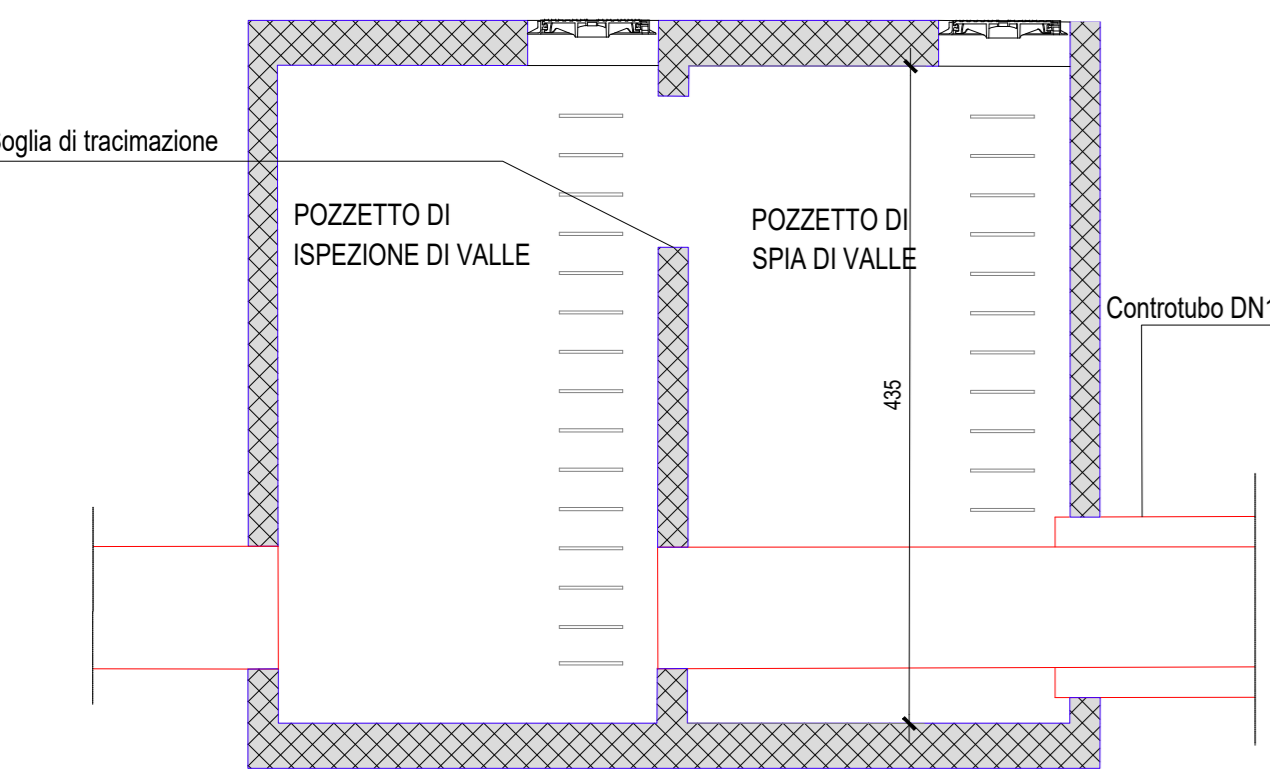 oglia di tracimazione
POZZETTO DI
ISPEZIONE DI VALLE
POZZETTO DI
SPIA DI VALLE
Controtubo DN1
435